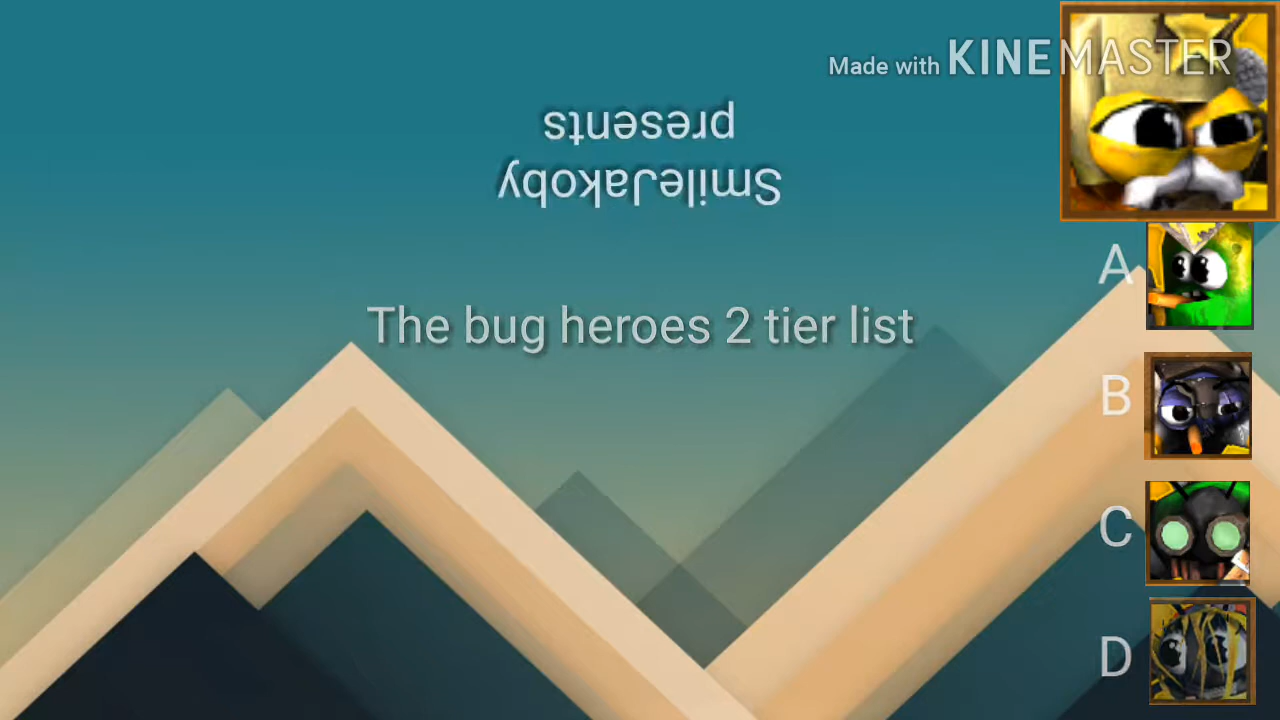 Made with KINEMASTER
SmileJakoby
presents
The bug heroes 2 tier list
A
B
C
D